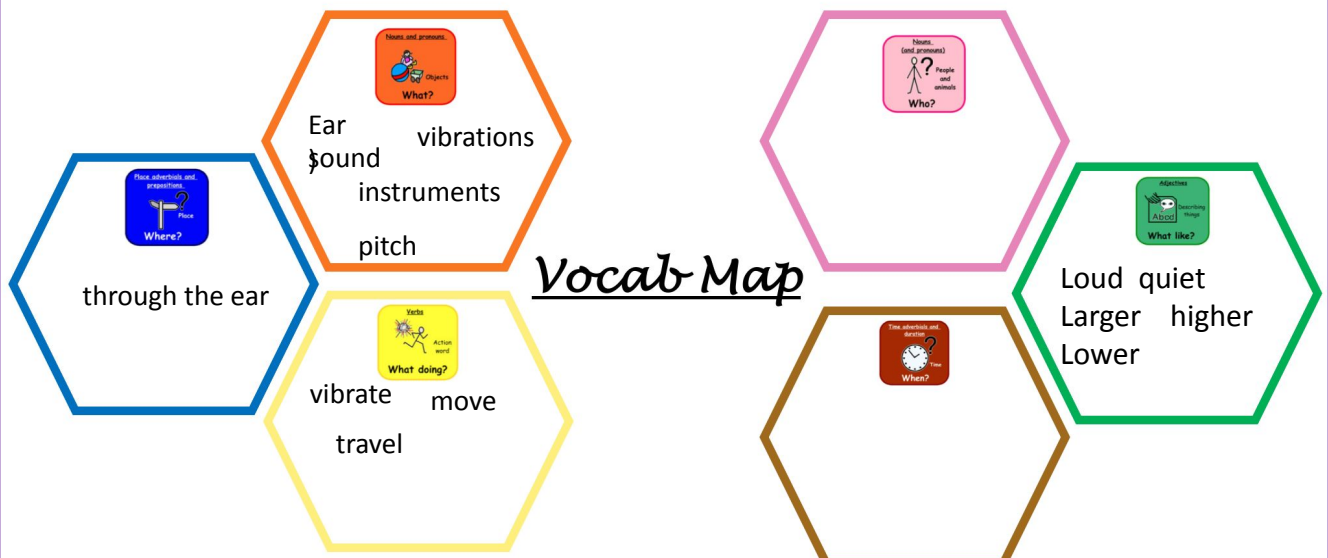 Nouns and pronouns
Objects
What?
Ear
vibrations
)
sound
instruments
pitch
Place adverbials and
prepositions
?
Place
Where?
through the ear
Verbs
Action
word
What doing?
vibrate
move
travel
Vocab Map
Nouns
(and pronouns)
?
People
and
animals
Who?
Time adverbials and
duration
?
Time
When?
Adjectives
Abcd
Describing
things
What like?
Loud quiet
Larger higher
Lower